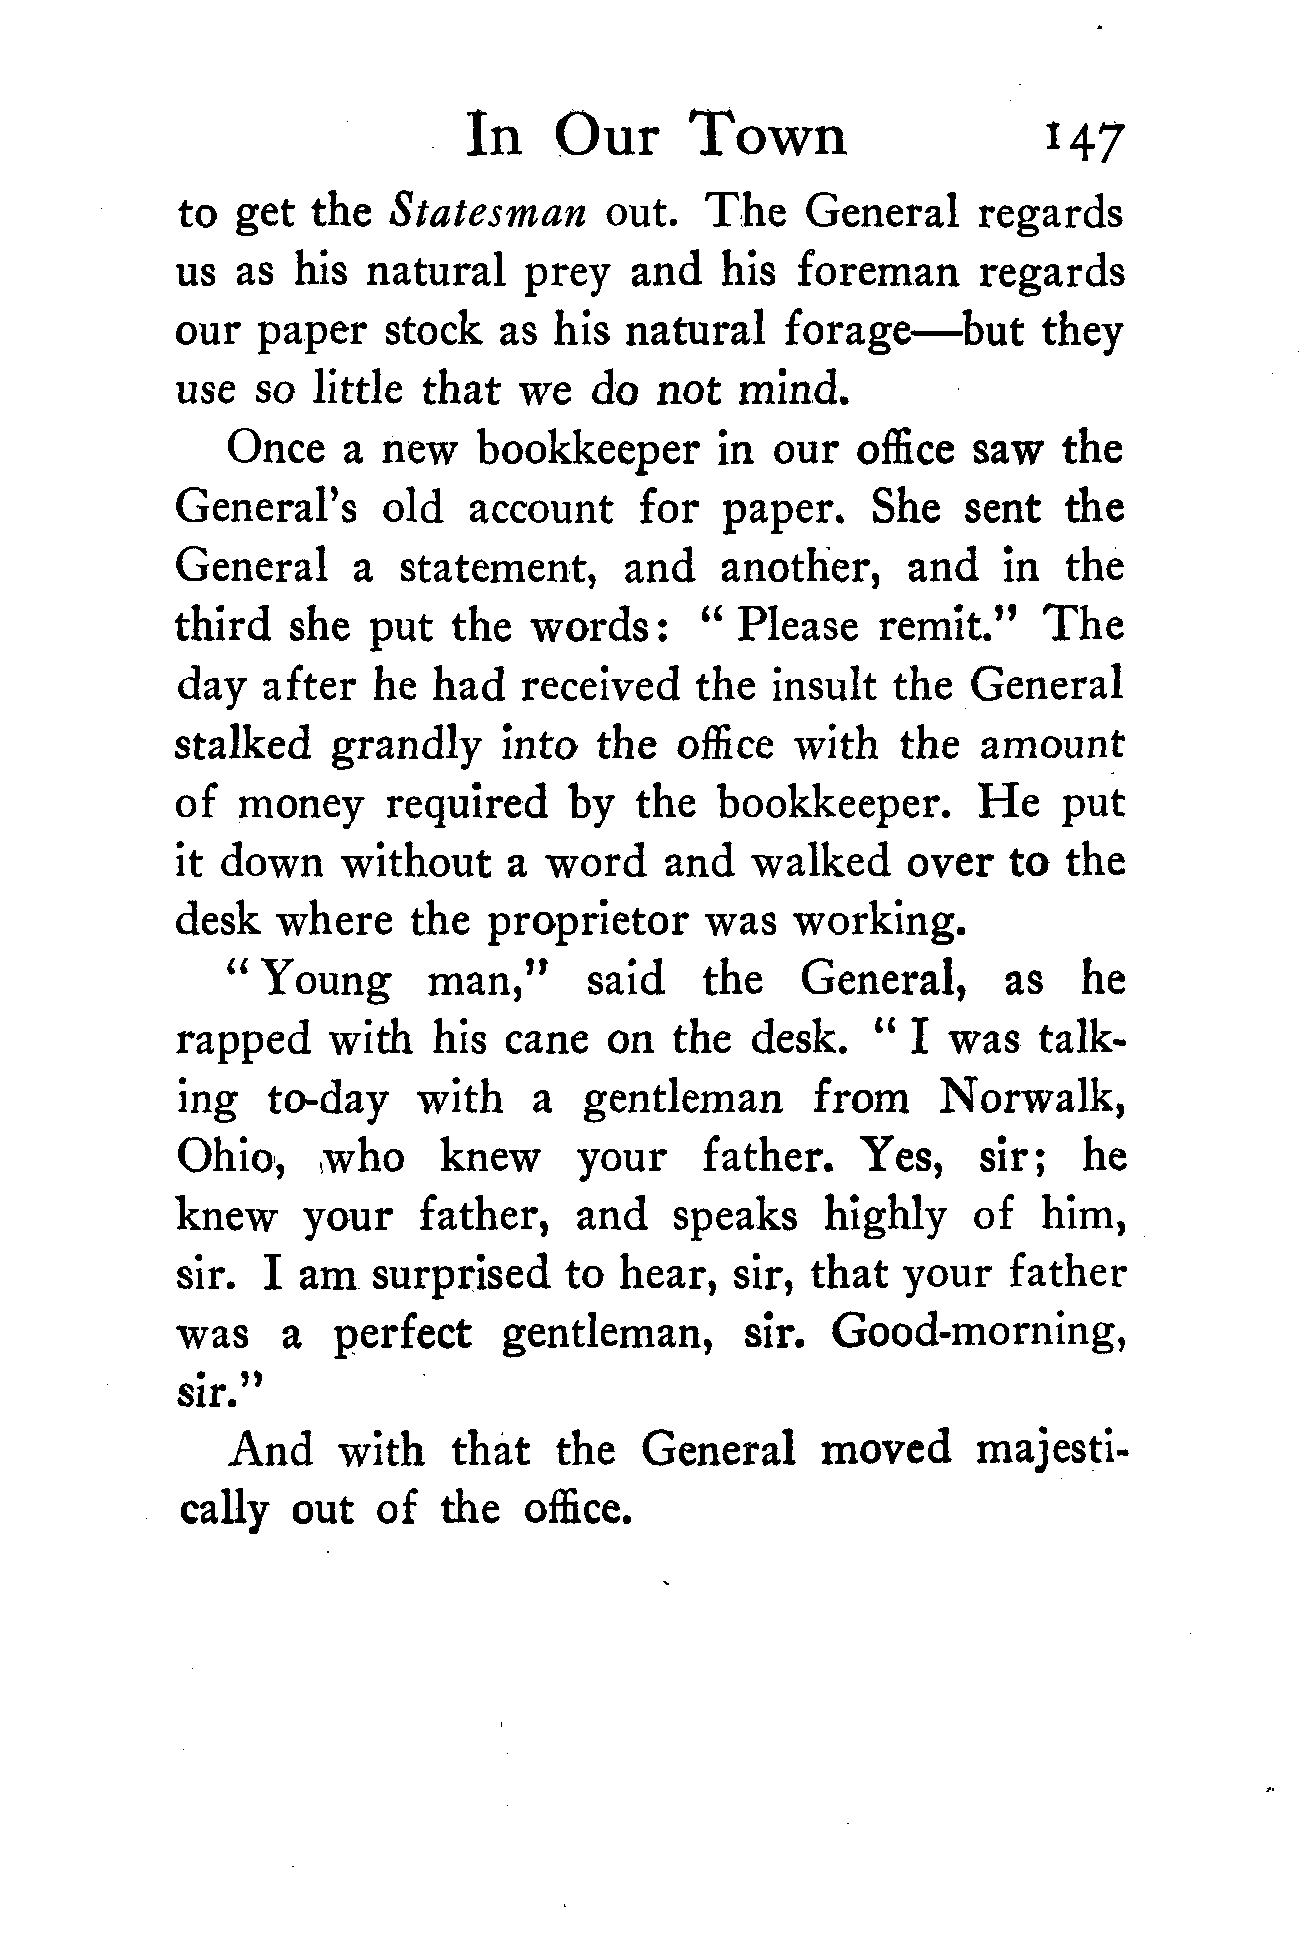 In Our Town 147
to get the Statesman out. The General regards
us as his natural prey and his foreman regards
our paper stock as his natural forage—but they
use so little that we do not mind.
Once a new bookkeeper in our office saw the
General's old account for paper. She sent the
General a statement, and another, and in the
third she put the words: " Please remit." The
day after he had received the insult the General
stalked grandly into the office with the amount
of money required by the bookkeeper. He put
it down without a word and walked over to the
desk where the proprietor was working.
" Young man," said the General, as he
rapped with his cane on the desk. " I was talk-
ing to-day with a gentleman from Norwalk,
Ohio, who knew your father. Yes, sir; he
knew your father, and speaks highly of him,
sir. I am surprised to hear, sir, that your father
was a perfect gentleman, sir. Good-morning,
sir."
And with that the General moved majesti-
cally out of the office.